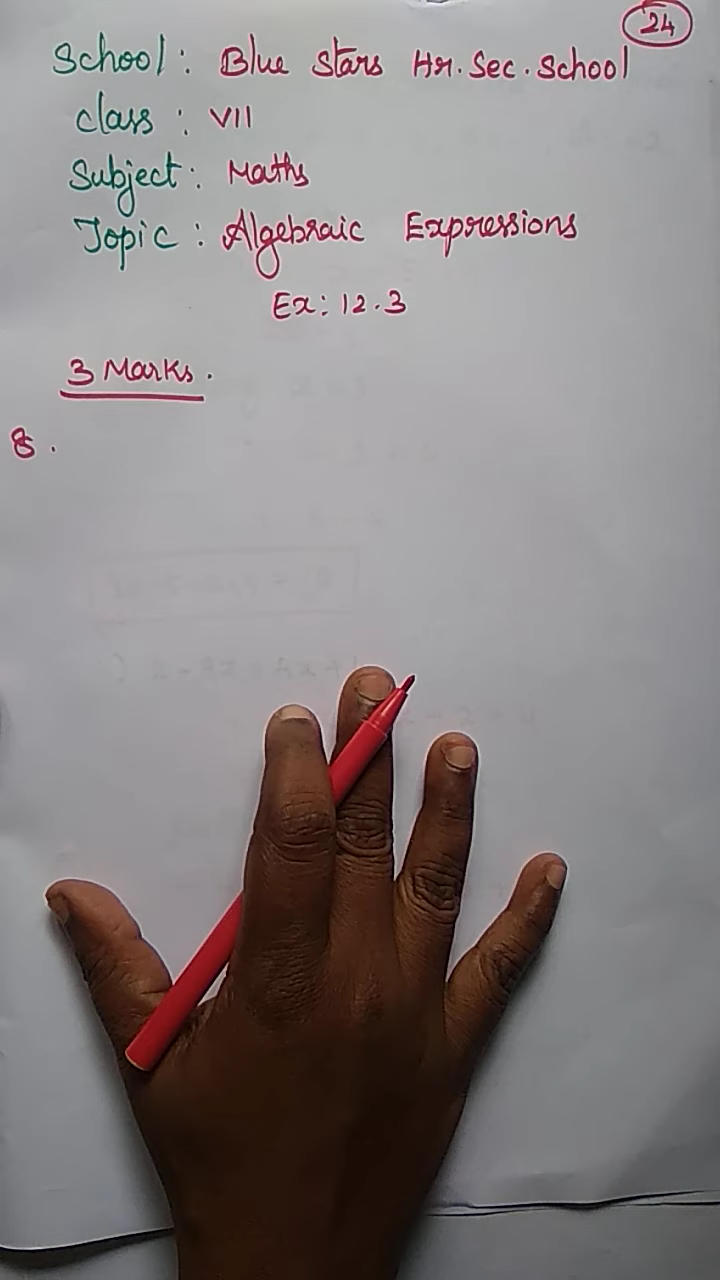 24
School: Blue Stars Hr.Sec.School
class : VII
Subject: Maths
Topic : Algebraic Expressions
Ex: 12.3
3 Marks.
8.